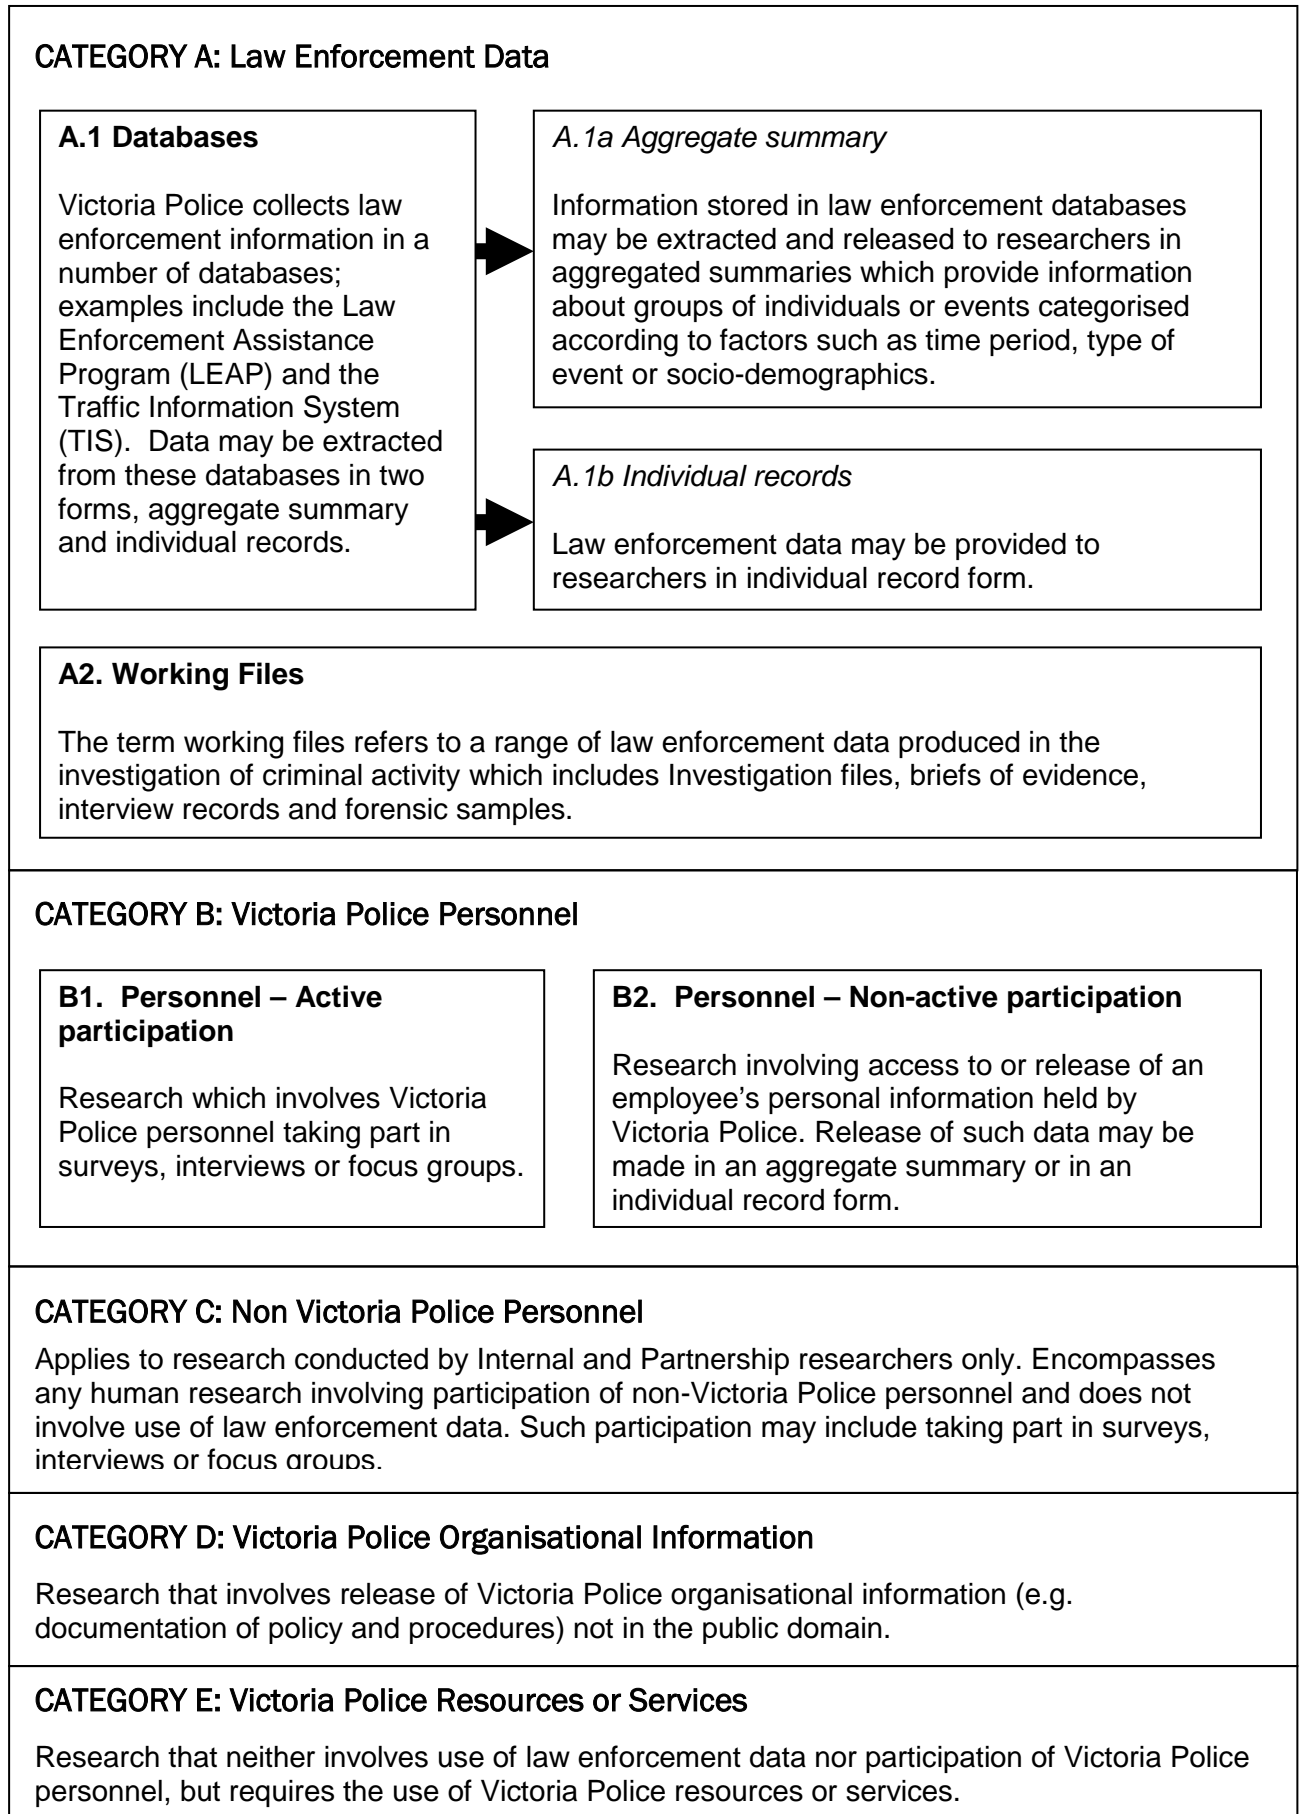 CATEGORY A: Law Enforcement Data
A.1 Databases
Victoria Police collects law
enforcement information in a
number of databases;
examples include the Law
Enforcement Assistance
Program (LEAP) and the
Traffic Information System
(TIS).  Data may be extracted
from these databases in two
forms, aggregate summary
and individual records.
A.1a Aggregate summary
Information stored in law enforcement databases
may be extracted and released to researchers in
aggregated summaries which provide information
about groups of individuals or events categorised
according to factors such as time period, type of
event or socio-demographics.
A.1b Individual records
Law enforcement data may be provided to
researchers in individual record form.
A2. Working Files
The term working files refers to a range of law enforcement data produced in the
investigation of criminal activity which includes Investigation files, briefs of evidence,
interview records and forensic samples.
CATEGORY B: Victoria Police Personnel
B1.  Personnel – Active
participation
Research which involves Victoria
Police personnel taking part in
surveys, interviews or focus groups.
B2.  Personnel – Non-active participation
Research involving access to or release of an
employee’s personal information held by
Victoria Police. Release of such data may be
made in an aggregate summary or in an
individual record form.
CATEGORY C: Non Victoria Police Personnel
Applies to research conducted by Internal and Partnership researchers only. Encompasses
any human research involving participation of non-Victoria Police personnel and does not
involve use of law enforcement data. Such participation may include taking part in surveys,
interviews or focus groups.
CATEGORY D: Victoria Police Organisational Information
Research that involves release of Victoria Police organisational information (e.g.
documentation of policy and procedures) not in the public domain.
CATEGORY E: Victoria Police Resources or Services
Research that neither involves use of law enforcement data nor participation of Victoria Police
personnel, but requires the use of Victoria Police resources or services.